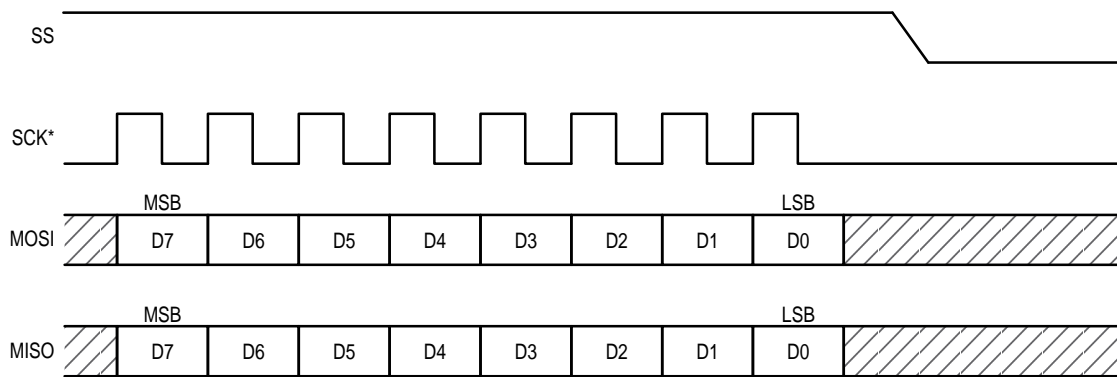 SS
SCK*
MSB LSB
MOSI D7 D6 D5 D4 D3 D2 D1 D0
MSB LSB
MISO D7 D6 D5 D4 D3 D2 D1 D0